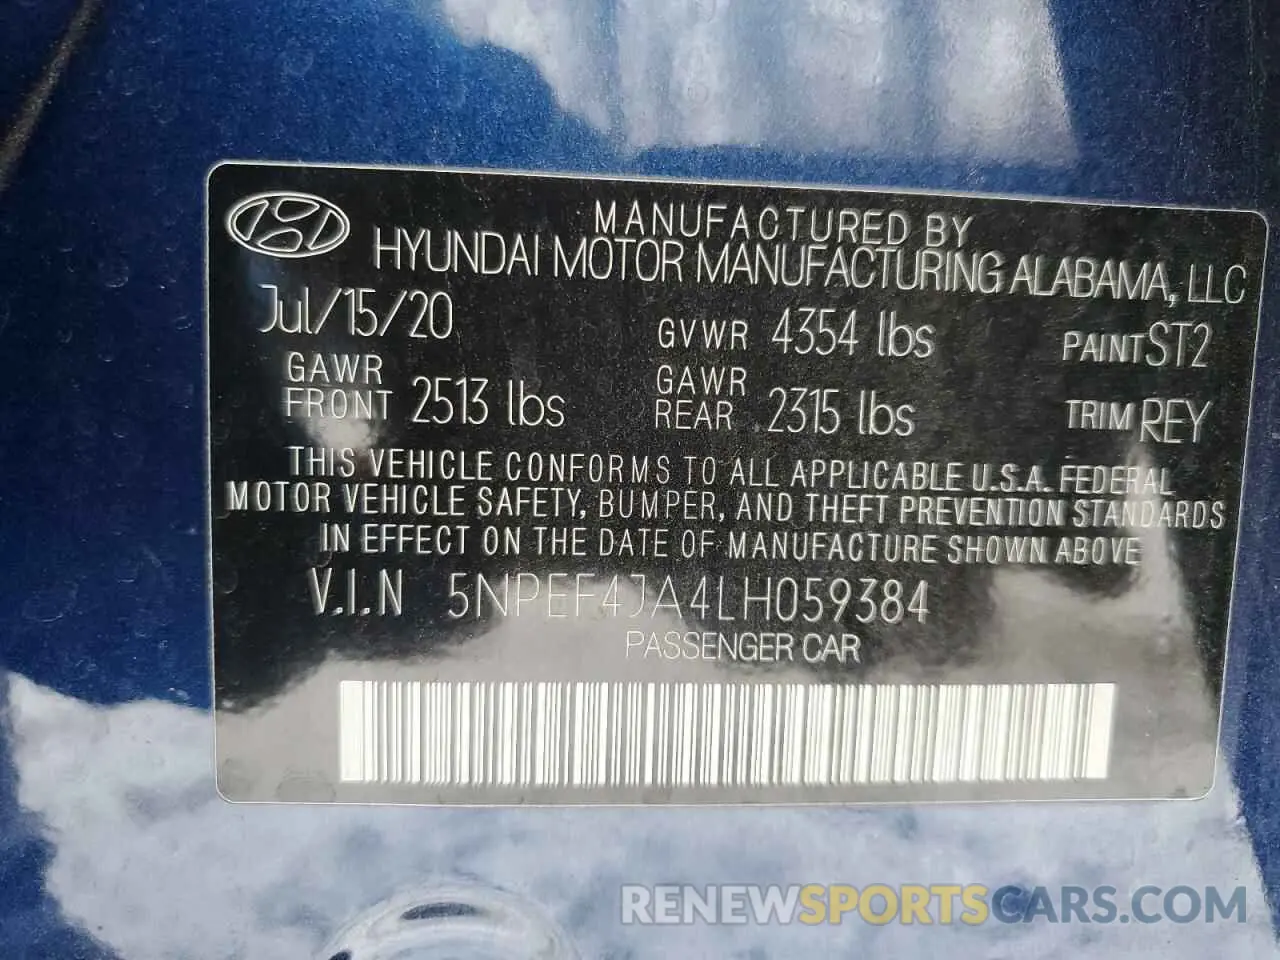 MANUFACTURED BY
HYUNDAI MOTOR MANUFACTURING ALABAMA, LLC
Jul/15/20 GVWR 4354 lbs PAINT ST2
GAWR FRONT 2513 lbs GAWR REAR 2315 lbs TRIM REY
THIS VEHICLE CONFORMS TO ALL APPLICABLE U.S.A. FEDERAL
MOTOR VEHICLE SAFETY, BUMPER, AND THEFT PREVENTION STANDARDS
IN EFFECT ON THE DATE OF MANUFACTURE SHOWN ABOVE
V.I.N 5NPEF4JA4LH059384
PASSENGER CAR
RENEWSPORTSCARS.COM